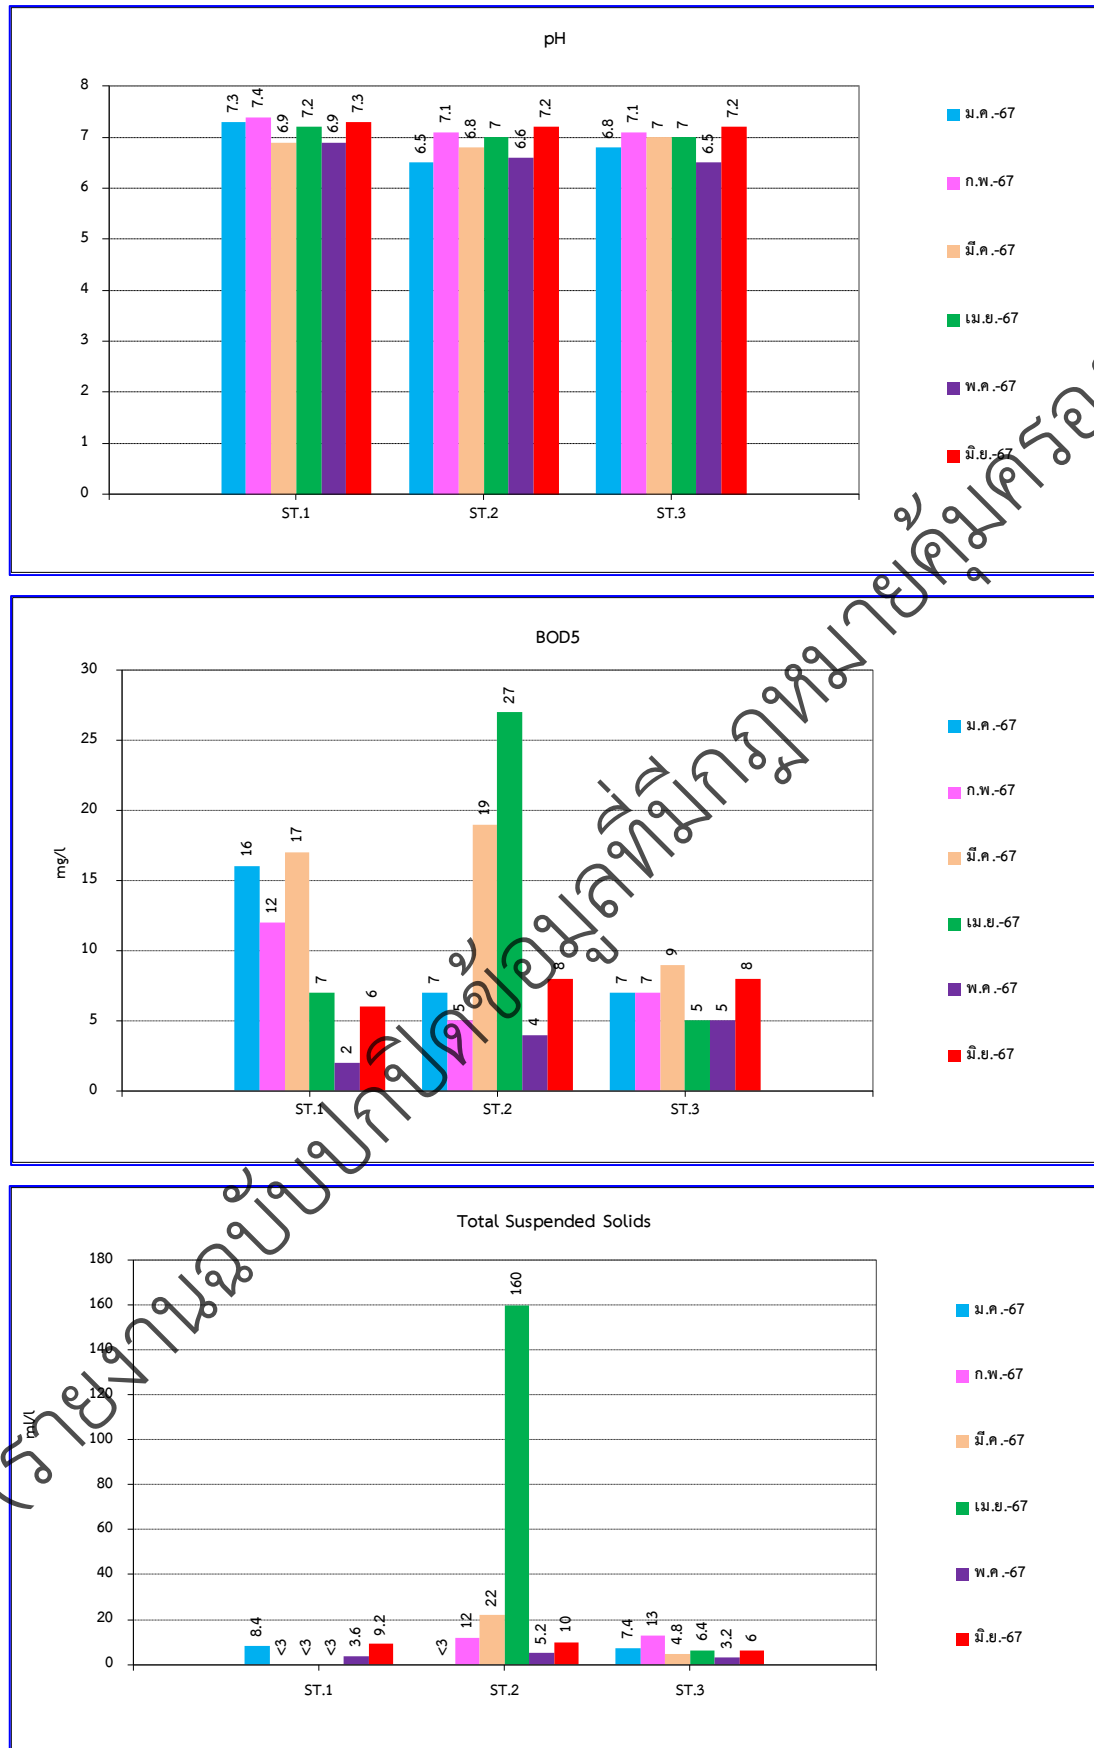 pH
8
7
6
5
4
3
2
1
0
7.3 7.4 6.9 7.2 6.9 7.3
6.5 7.1 6.8 7 6.6 7.2
6.8 7.1 7 7 6.5 7.2
ST.1 ST.2 ST.3
ม.ค.-67
ก.พ.-67
มี.ค.-67
เม.ย.-67
พ.ค.-67
มิ.ย.-67
BOD5
mg/l
30
25
20
15
10
5
0
16 12 17 7 2 6
7 5 19 27 4 8
7 7 9 5 5 8
ST.1 ST.2 ST.3
ม.ค.-67
ก.พ.-67
มี.ค.-67
เม.ย.-67
พ.ค.-67
มิ.ย.-67
Total Suspended Solids
ml/l
180
160
140
120
100
80
60
40
20
0
8.4 <3 <3 <3 3.6 9.2
<3 12 22 160 5.2 10
7.4 13 4.8 6.4 3.2 6
ST.1 ST.2 ST.3
ม.ค.-67
ก.พ.-67
มี.ค.-67
เม.ย.-67
พ.ค.-67
มิ.ย.-67
(รายงานฉบับปกปิดข้อมูลที่มีกฎหมายคุ้มครอง